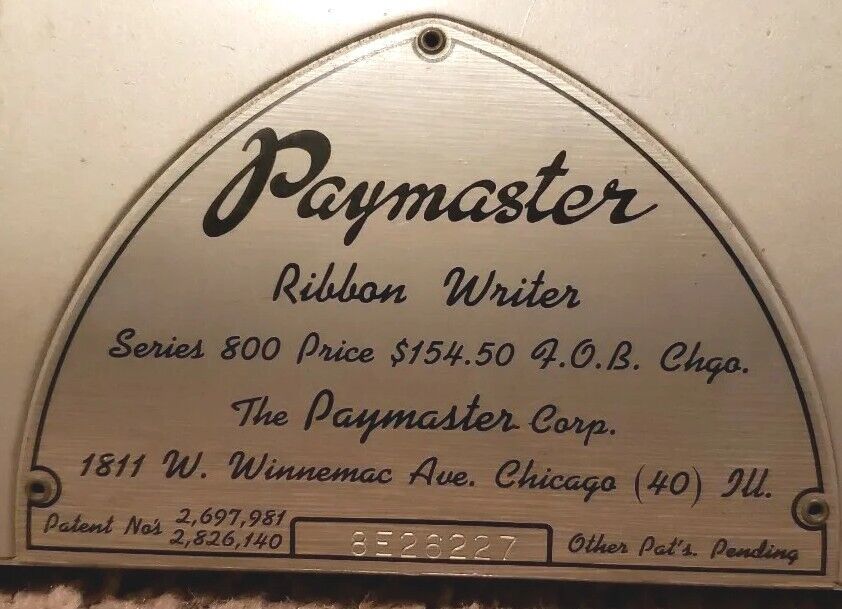 Paymaster
Ribbon Writer
Series 800 Price $154.50 F.O.B. Chgo.
The Paymaster Corp.
1811 W. Winnemac Ave. Chicago (40) Ill.
Patent No's 2,697,981
2,826,140
8E26227
Other Pat's. Pending